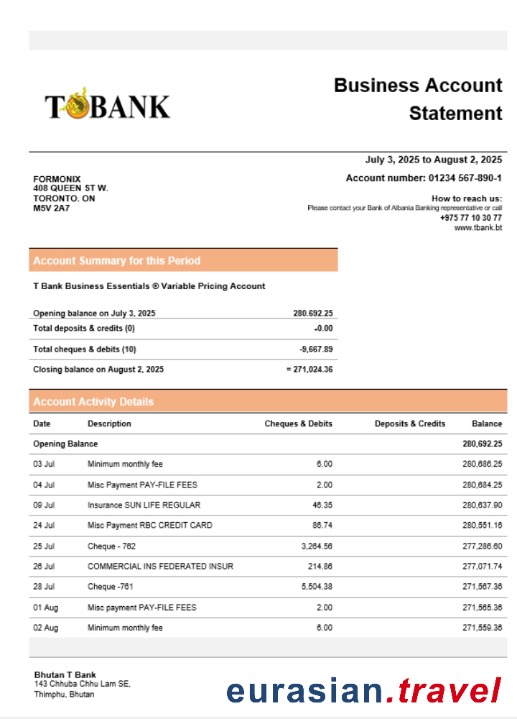 T BANK
Business Account
Statement
July 3, 2025 to August 2, 2025
Account number: 01234 567-890-1
FORMONIX
408 QUEEN ST W.
TORONTO. ON
M5V 2A7
How to reach us:
Please contact your Bank of Albania Banking representative or call
+975 77 10 30 77
www.tbank.bt
Account Summary for this Period
T Bank Business Essentials ® Variable Pricing Account
Opening balance on July 3, 2025 280.692.25
Total deposits & credits (0) -0.00
Total cheques & debits (10) -9,667.89
Closing balance on August 2, 2025 = 271,024.36
Account Activity Details
Date Description Cheques & Debits Deposits & Credits Balance
Opening Balance 280,692.25
03 Jul Minimum monthly fee 6.00 280,686.25
04 Jul Misc Payment PAY-FILE FEES 2.00 280,684.25
09 Jul Insurance SUN LIFE REGULAR 46.35 280,637.90
24 Jul Misc Payment RBC CREDIT CARD 86.74 280,551.16
25 Jul Cheque - 762 3,264.56 277,286.60
26 Jul COMMERCIAL INS FEDERATED INSUR 214.86 277,071.74
28 Jul Cheque -761 5,504.38 271,567.36
01 Aug Misc payment PAY-FILE FEES 2.00 271,565.36
02 Aug Minimum monthly fee 6.00 271,559.36
Bhutan T Bank
143 Chhuba Chhu Lam SE,
Thimphu, Bhutan
eurasian.travel